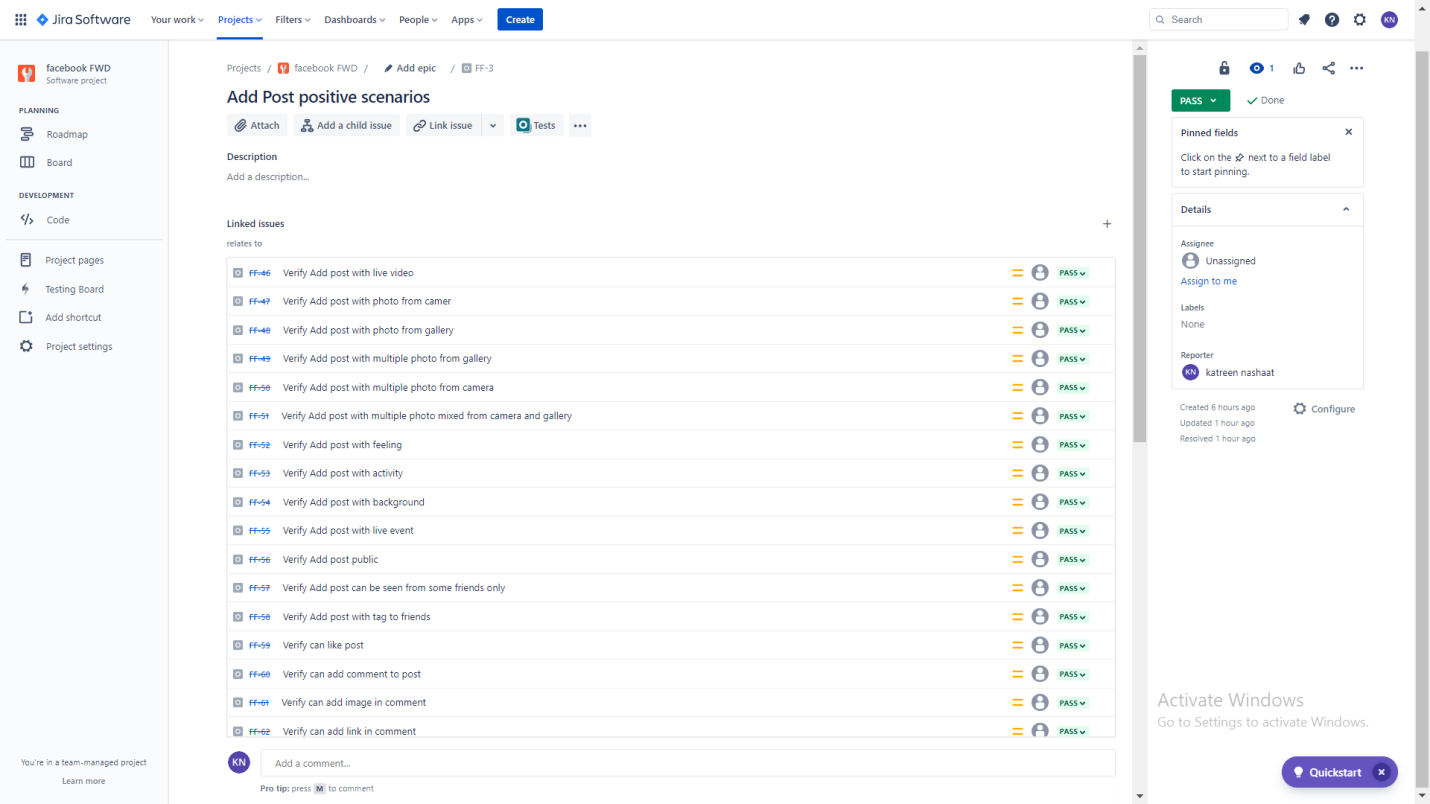 Jira Software Your work Projects Filters Dashboards People Apps Create Search KN
facebook FWD
Software project
PLANNING
Roadmap
Board
DEVELOPMENT
Code
Project pages
Testing Board
Add shortcut
Project settings
You're in a team-managed project
Learn more
Projects / facebook FWD / Add epic / FF-3
Add Post positive scenarios
Attach Add a child issue Link issue Tests
Description
Add a description...
Linked issues
relates to
FF-46 Verify Add post with live video PASS
FF-47 Verify Add post with photo from camer PASS
FF-48 Verify Add post with photo from gallery PASS
FF-49 Verify Add post with multiple photo from gallery PASS
FF-50 Verify Add post with multiple photo from camera PASS
FF-51 Verify Add post with multiple photo mixed from camera and gallery PASS
FF-52 Verify Add post with feeling PASS
FF-53 Verify Add post with activity PASS
FF-54 Verify Add post with background PASS
FF-55 Verify Add post with live event PASS
FF-56 Verify Add post public PASS
FF-57 Verify Add post can be seen from some friends only PASS
FF-58 Verify Add post with tag to friends PASS
FF-59 Verify can like post PASS
FF-60 Verify can add comment to post PASS
FF-61 Verify can add image in comment PASS
FF-62 Verify can add link in comment PASS
KN Add a comment...
Pro tip: press M to comment
1
PASS Done
Pinned fields
Click on the next to a field label
to start pinning.
Details
Assignee
Unassigned
Assign to me
Labels
None
Reporter
KN katreen nashaat
Created 6 hours ago Configure
Updated 1 hour ago
Resolved 1 hour ago
Activate Windows
Go to Settings to activate Windows.
Quickstart